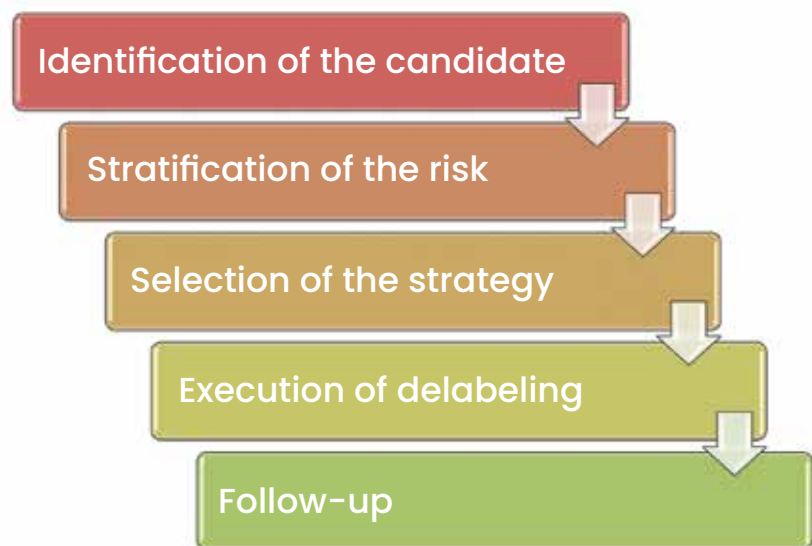 Identification of the candidate
Stratification of the risk
Selection of the strategy
Execution of delabeling
Follow-up